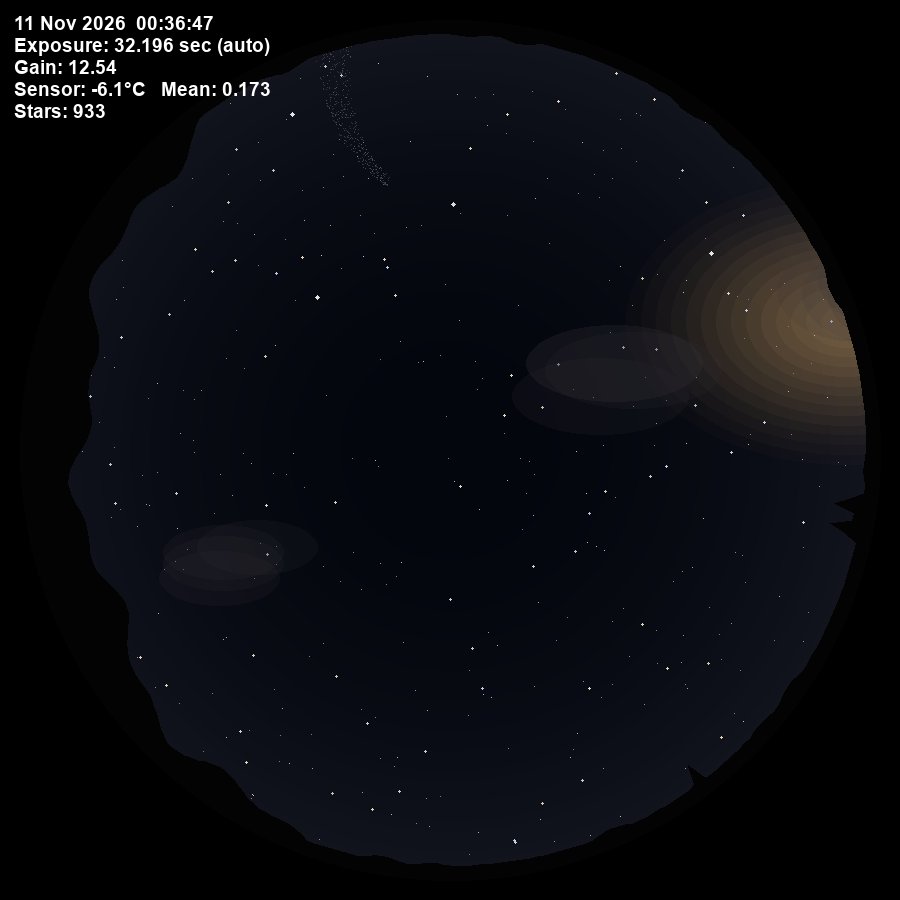 11 Nov 2026  00:36:47
Exposure: 32.196 sec (auto)
Gain: 12.54
Sensor: -6.1°C   Mean: 0.173
Stars: 933